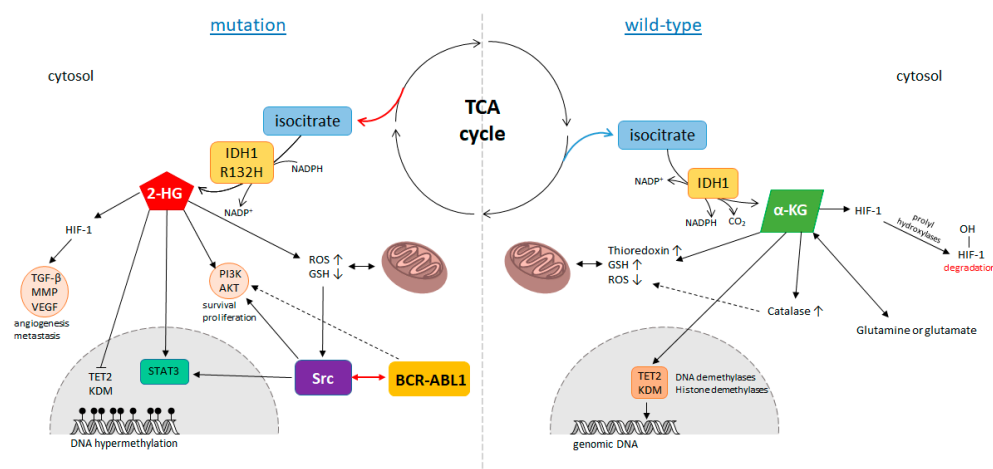 mutation
wild-type
cytosol
cytosol
TCA
cycle
isocitrate
IDH1
R132H
NADPH
NADP⁺
2-HG
HIF-1
TGF-β
MMP
VEGF
angiogenesis
metastasis
PI3K
AKT
survival
proliferation
ROS ↑
GSH ↓
TET2
KDM
STAT3
Src
BCR-ABL1
DNA hypermethylation
isocitrate
NADP⁺
IDH1
NADPH
CO₂
α-KG
HIF-1
prolyl
hydroxylases
OH
HIF-1
degradation
Thioredoxin ↑
GSH ↑
ROS ↓
Catalase ↑
Glutamine or glutamate
TET2
KDM
DNA demethylases
Histone demethylases
genomic DNA